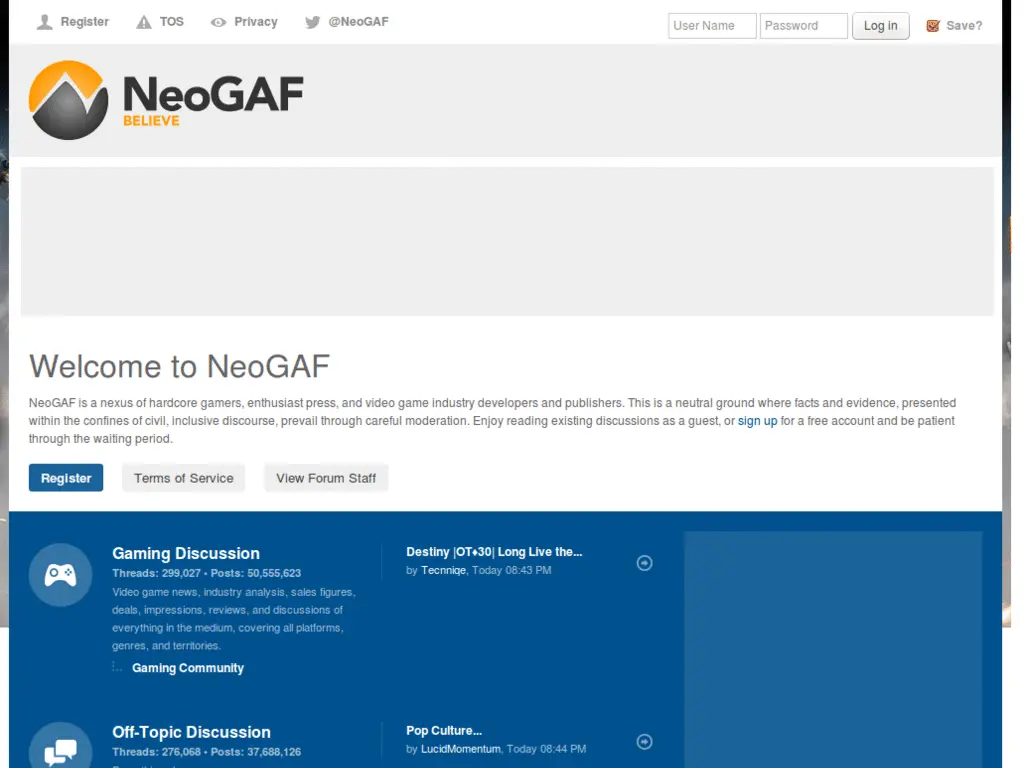 Register TOS Privacy @NeoGAF User Name Password Log in Save?
NeoGAF
BELIEVE
Welcome to NeoGAF
NeoGAF is a nexus of hardcore gamers, enthusiast press, and video game industry developers and publishers. This is a neutral ground where facts and evidence, presented
within the confines of civil, inclusive discourse, prevail through careful moderation. Enjoy reading existing discussions as a guest, or sign up for a free account and be patient
through the waiting period.
Register Terms of Service View Forum Staff
Gaming Discussion
Threads: 299,027 • Posts: 50,555,623
Video game news, industry analysis, sales figures,
deals, impressions, reviews, and discussions of
everything in the medium, covering all platforms,
genres, and territories.
Gaming Community
Destiny |OT♦30| Long Live the...
by Tecnniqe, Today 08:43 PM
Off-Topic Discussion
Threads: 276,068 • Posts: 37,688,126
Pop Culture...
by LucidMomentum, Today 08:44 PM